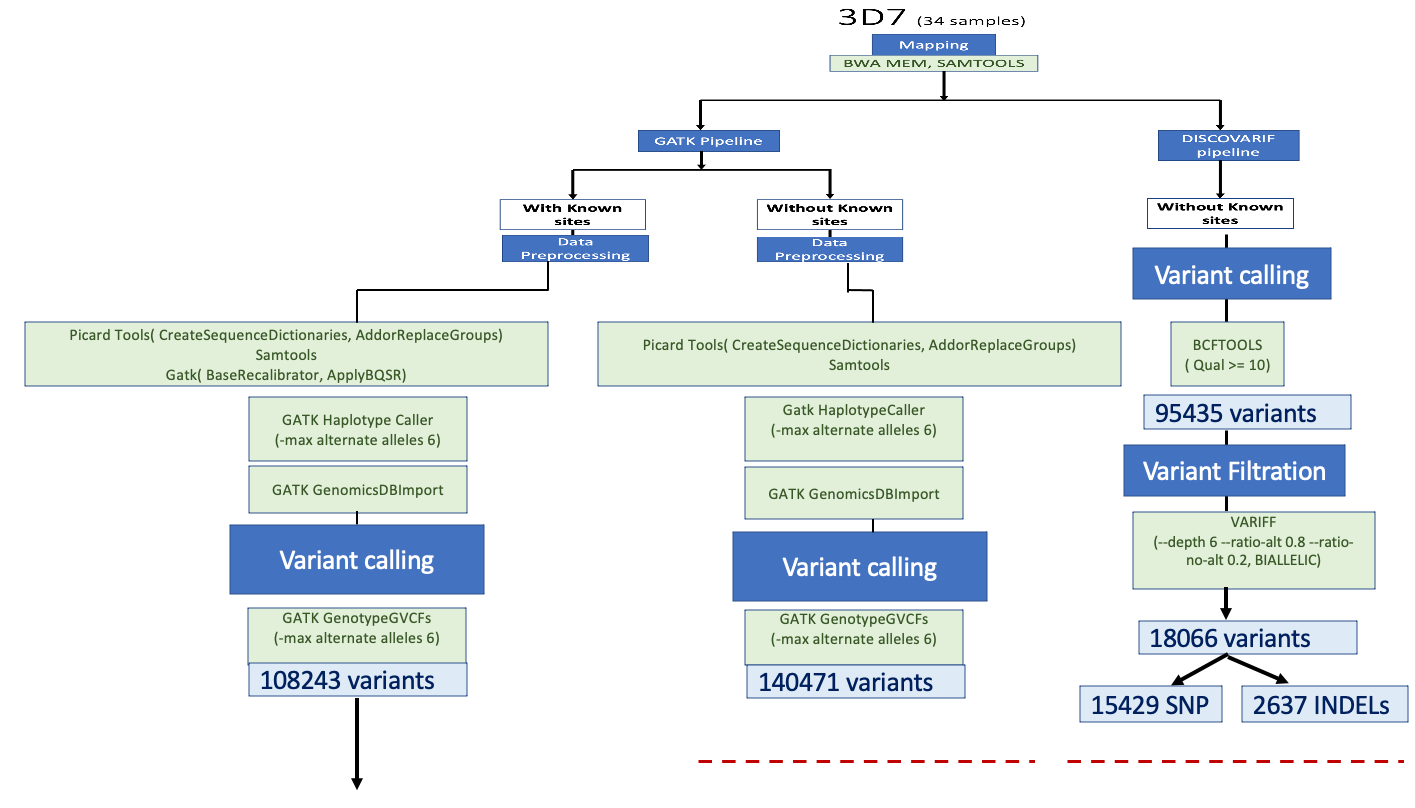 3D7 (34 samples)
Mapping
BWA MEM, SAMTOOLS
GATK Pipeline
DISCOVARIF
pipeline
With Known
sites
Data
Preprocessing
Without Known
sites
Data
Preprocessing
Without Known
sites
Variant calling
Picard Tools( CreateSequenceDictionaries, AddorReplaceGroups)
Samtools
Gatk( BaseRecalibrator, ApplyBQSR)
GATK Haplotype Caller
(-max alternate alleles 6)
GATK GenomicsDBImport
Variant calling
GATK GenotypeGVCFs
(-max alternate alleles 6)
108243 variants
Picard Tools( CreateSequenceDictionaries, AddorReplaceGroups)
Samtools
Gatk HaplotypeCaller
(-max alternate alleles 6)
GATK GenomicsDBImport
Variant calling
GATK GenotypeGVCFs
(-max alternate alleles 6)
140471 variants
BCFTOOLS
( Qual >= 10)
95435 variants
Variant Filtration
VARIFF
(--depth 6 --ratio-alt 0.8 --ratio-
no-alt 0.2, BIALLELIC)
18066 variants
15429 SNP
2637 INDELs